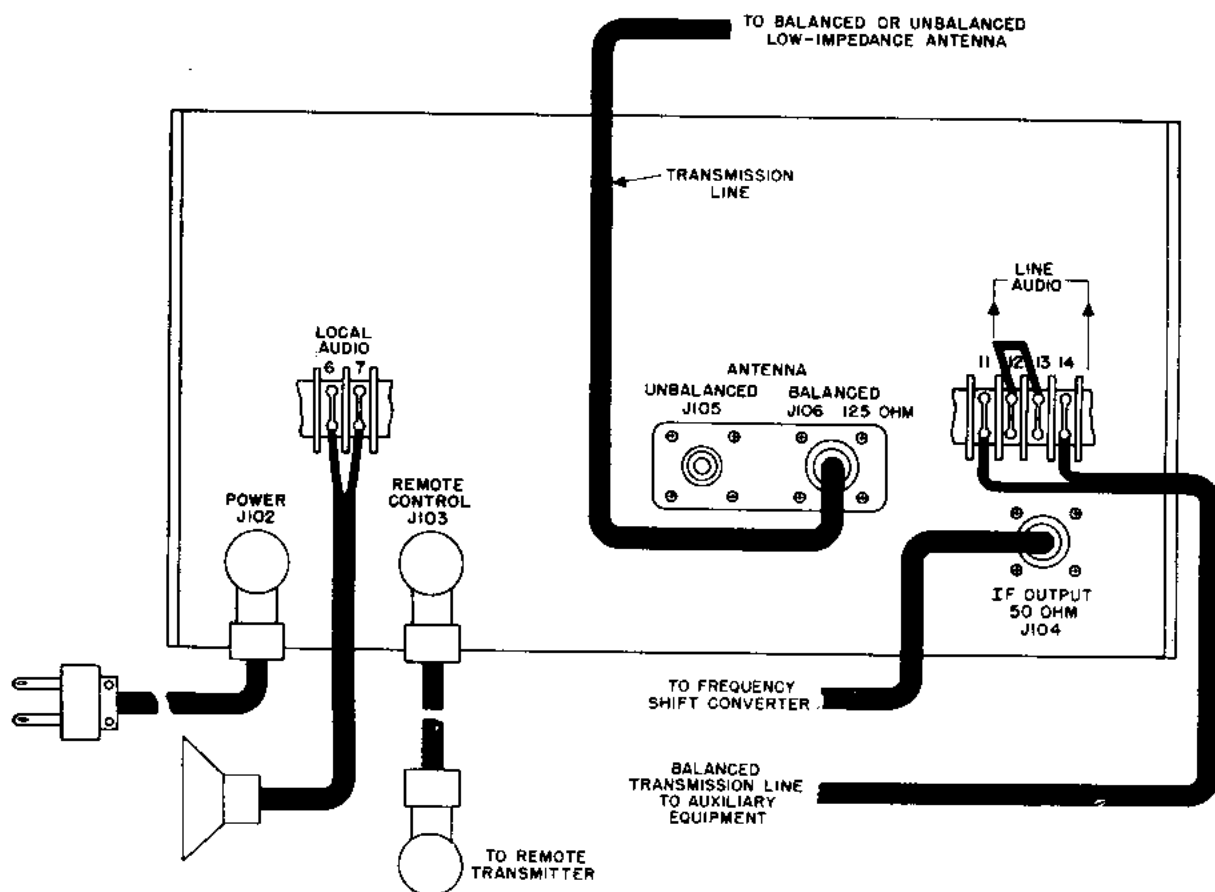 TO BALANCED OR UNBALANCED
LOW-IMPEDANCE ANTENNA
TRANSMISSION
LINE
LINE
AUDIO
LOCAL
AUDIO
6 7
11 12 13 14
ANTENNA
UNBALANCED
J105
BALANCED
J106 125 OHM
POWER
J102
REMOTE
CONTROL
J103
IF OUTPUT
50 OHM
J104
TO FREQUENCY
SHIFT CONVERTER
BALANCED
TRANSMISSION LINE
TO AUXILIARY
EQUIPMENT
TO REMOTE
TRANSMITTER